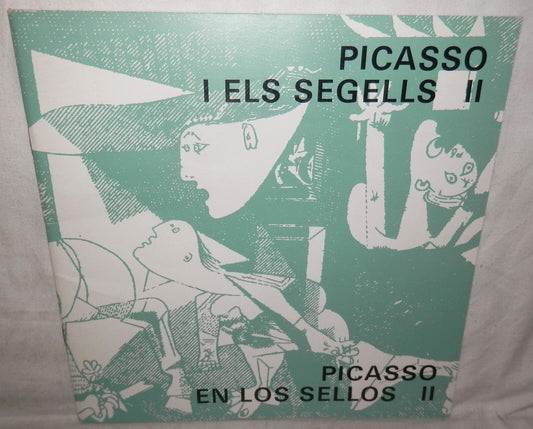 PICASSO
I ELS SEGELLS II
PICASSO
EN LOS SELLOS II